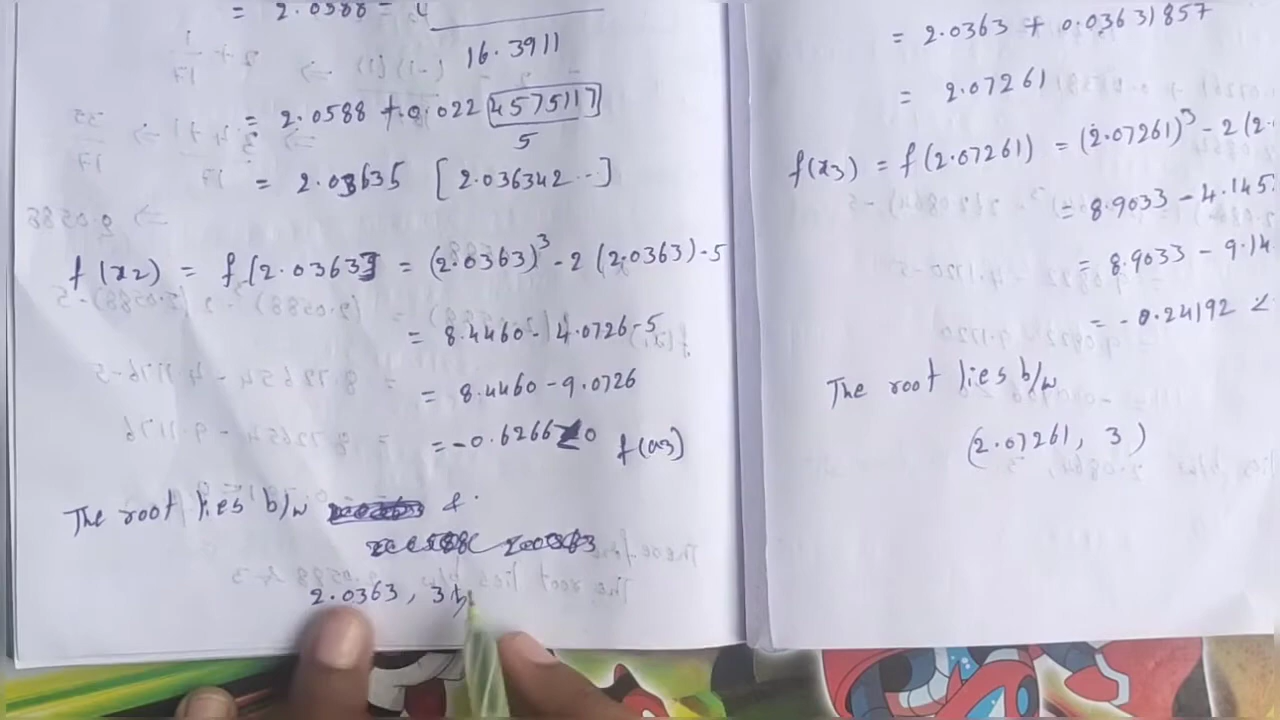 = 2.0588 - 4
16.3911
= 2.0588 + 0.022 4575117
5
= 2.03635 [2.036342..]
f(x2) = f(2.0363) = (2.0363)³ - 2 (2.0363) - 5
= 8.4460 - 4.0726 - 5
= 8.4460 - 9.0726
= -0.6266 < 0 f(x3)
The root lies b/w &
2.0363, 3
= 2.0363 + 0.03631857
= 2.07261
f(x3) = f(2.07261) = (2.07261)³ - 2(2.
= 8.9033 - 4.145
= 8.9033 - 9.14
= -0.24192 <
The root lies b/w
(2.07261, 3)